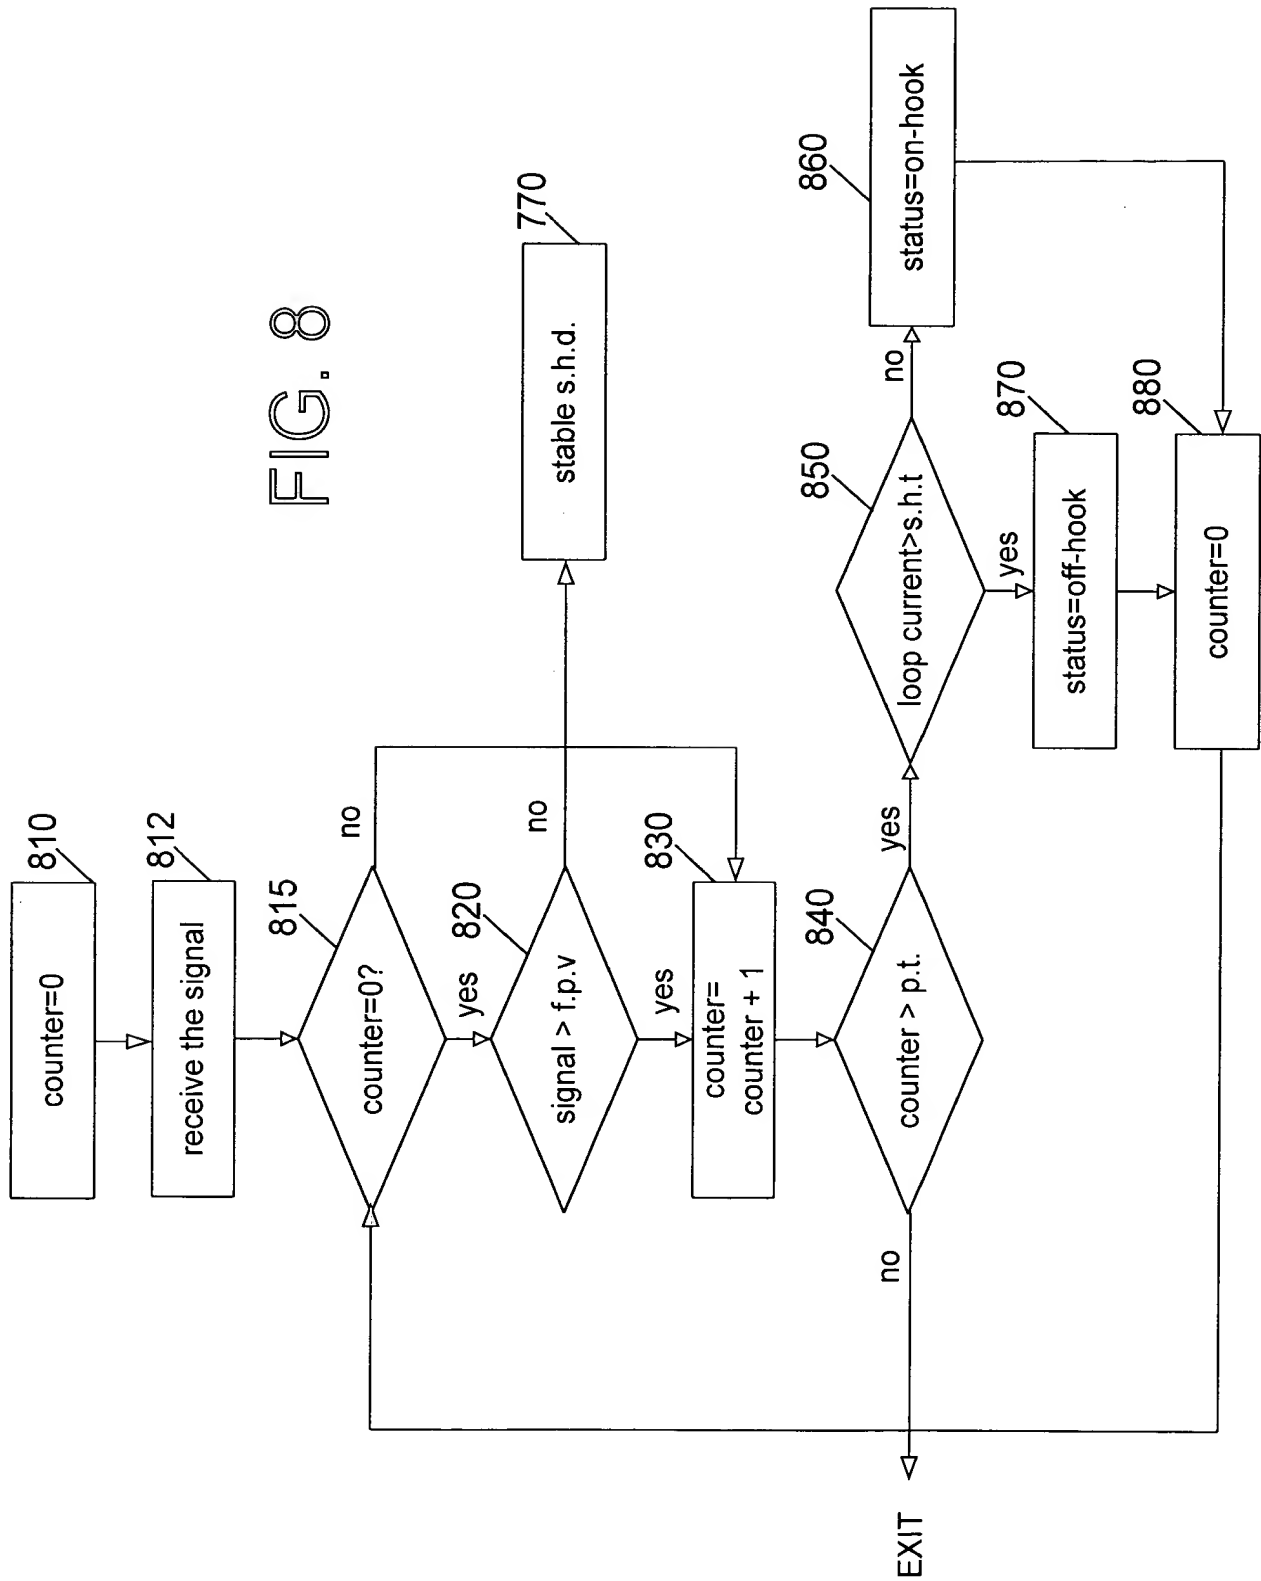 FIG. 8
810
counter=0
812
receive the signal
815
counter=0?
no
yes
820
signal > f.p.v
no
770
stable s.h.d.
yes
830
counter=
counter + 1
840
counter > p.t.
no
EXIT
yes
850
loop current>s.h.t
no
860
status=on-hook
yes
870
status=off-hook
880
counter=0